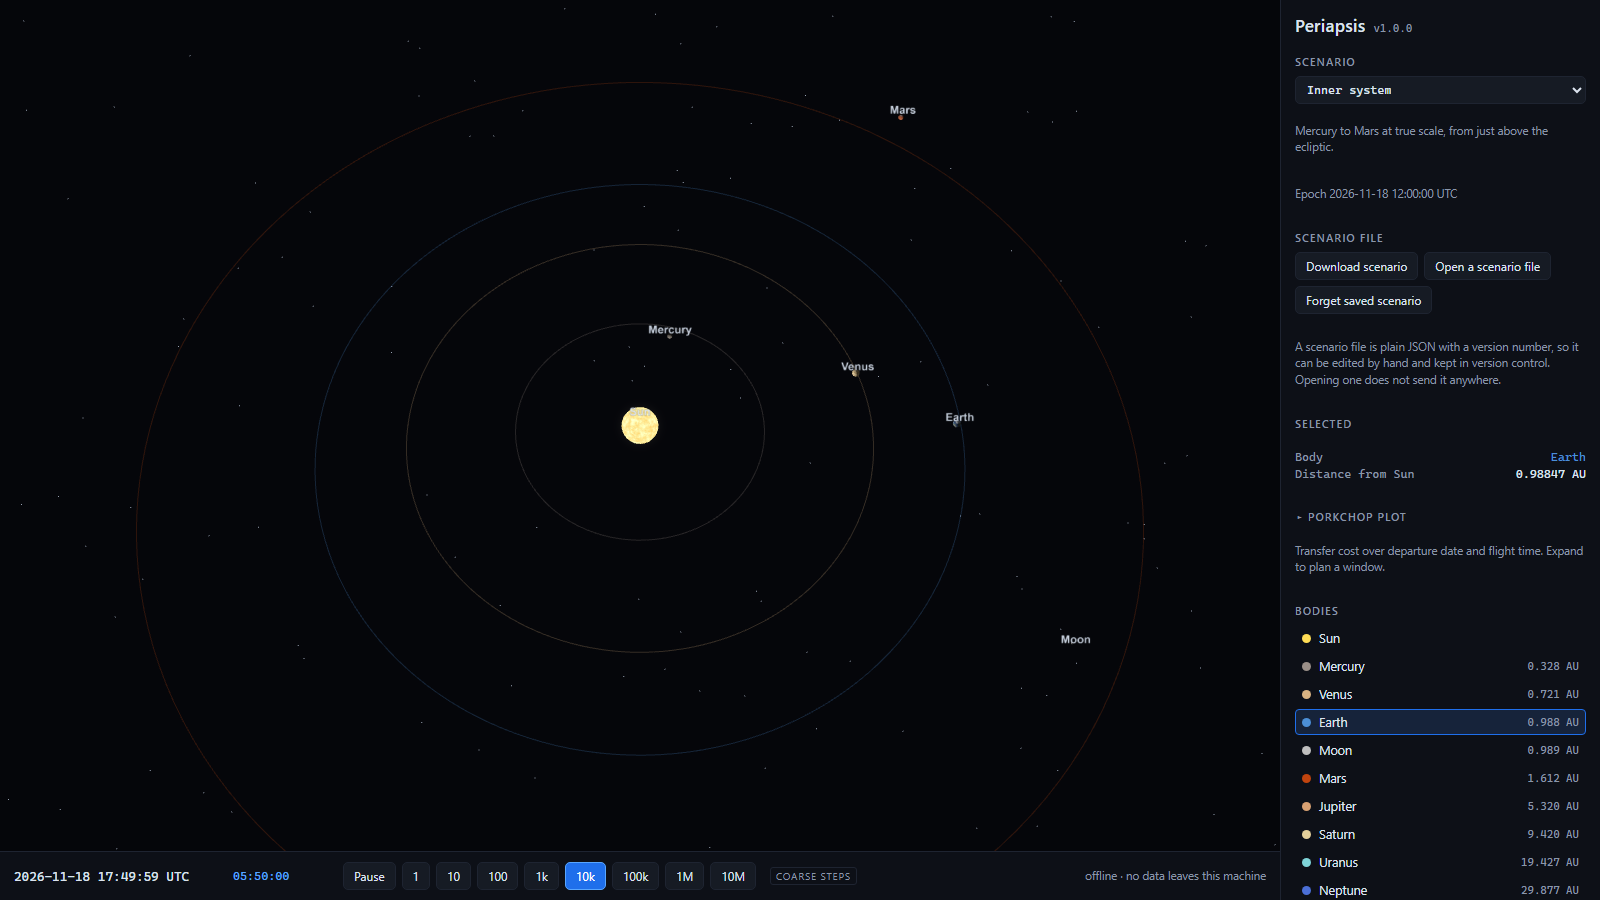 Periapsis v1.0.0
SCENARIO
Inner system
Mercury to Mars at true scale, from just above the
ecliptic.
Epoch 2026-11-18 12:00:00 UTC
SCENARIO FILE
Download scenario
Open a scenario file
Forget saved scenario
A scenario file is plain JSON with a version number, so it
can be edited by hand and kept in version control.
Opening one does not send it anywhere.
SELECTED
Body Earth
Distance from Sun 0.98847 AU
PORKCHOP PLOT
Transfer cost over departure date and flight time. Expand
to plan a window.
BODIES
Sun
Mercury 0.328 AU
Venus 0.721 AU
Earth 0.988 AU
Moon 0.989 AU
Mars 1.612 AU
Jupiter 5.320 AU
Saturn 9.420 AU
Uranus 19.427 AU
Neptune 29.877 AU
Mars
Mercury
Venus
Earth
Moon
2026-11-18 17:49:59 UTC
05:50:00
Pause
1
10
100
1k
10k
100k
1M
10M
COARSE STEPS
offline · no data leaves this machine